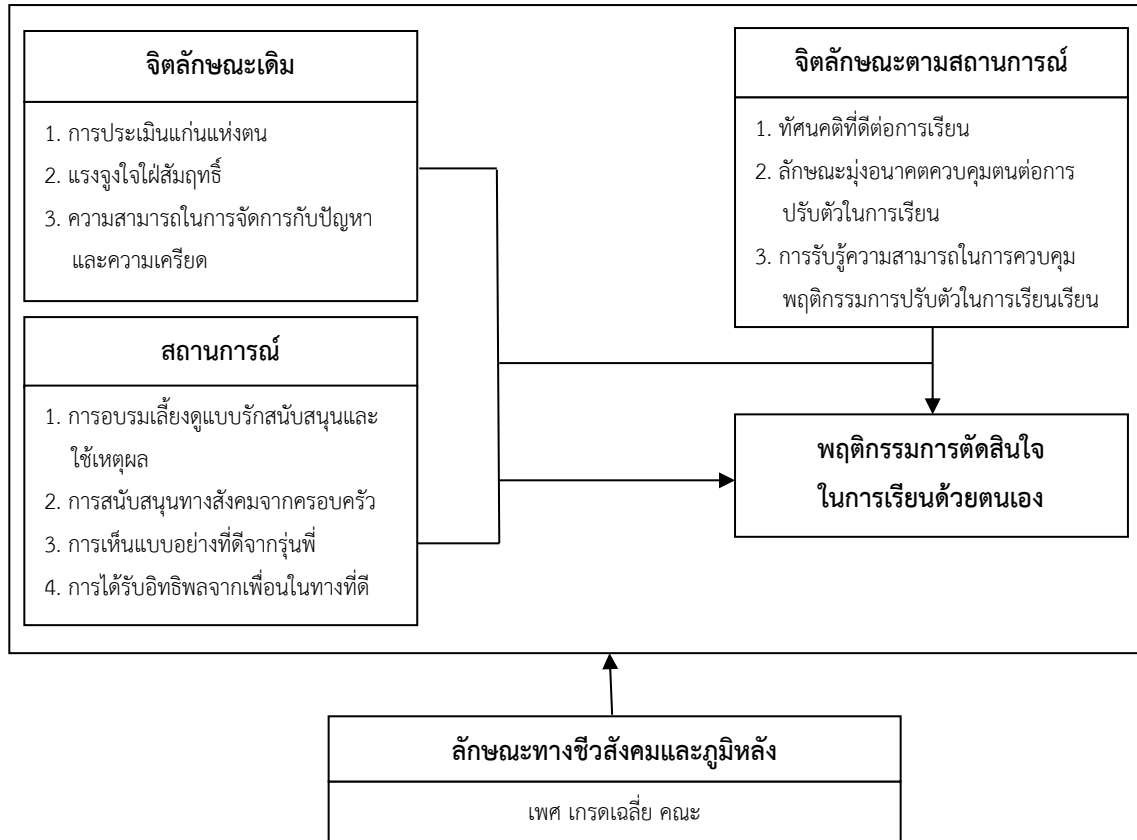 จิตลักษณะเดิม
1. การประเมินแก่นแห่งตน
2. แรงจูงใจใฝ่สัมฤทธิ์
3. ความสามารถในการจัดการกับปัญหา
และความเครียด
สถานการณ์
1. การอบรมเลี้ยงดูแบบรักสนับสนุนและ
ใช้เหตุผล
2. การสนับสนุนทางสังคมจากครอบครัว
3. การเห็นแบบอย่างที่ดีจากรุ่นพี่
4. การได้รับอิทธิพลจากเพื่อนในทางที่ดี
จิตลักษณะตามสถานการณ์
1. ทัศนคติที่ดีต่อการเรียน
2. ลักษณะมุ่งอนาคตควบคุมตนต่อการ
ปรับตัวในการเรียน
3. การรับรู้ความสามารถในการควบคุม
พฤติกรรมการปรับตัวในการเรียนเรียน
พฤติกรรมการตัดสินใจ
ในการเรียนด้วยตนเอง
ลักษณะทางชีวสังคมและภูมิหลัง
เพศ เกรดเฉลี่ย คณะ